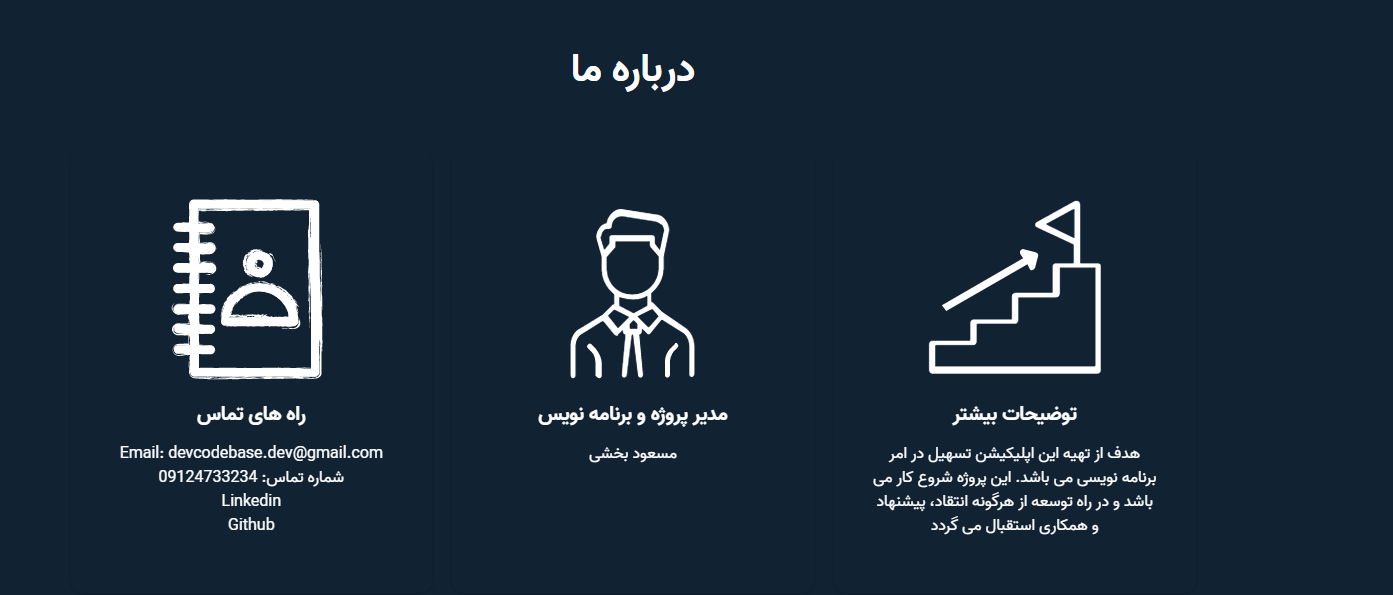 درباره ما
توضیحات بیشتر
هدف از تهیه این اپلیکیشن تسهیل در امر
برنامه نویسی می باشد. این پروژه شروع کار می
باشد و در راه توسعه از هرگونه انتقاد، پیشنهاد
و همکاری استقبال می گردد
مدیر پروژه و برنامه نویس
مسعود بخشی
راه های تماس
Email: devcodebase.dev@gmail.com
شماره تماس: 09124733234
Linkedin
Github